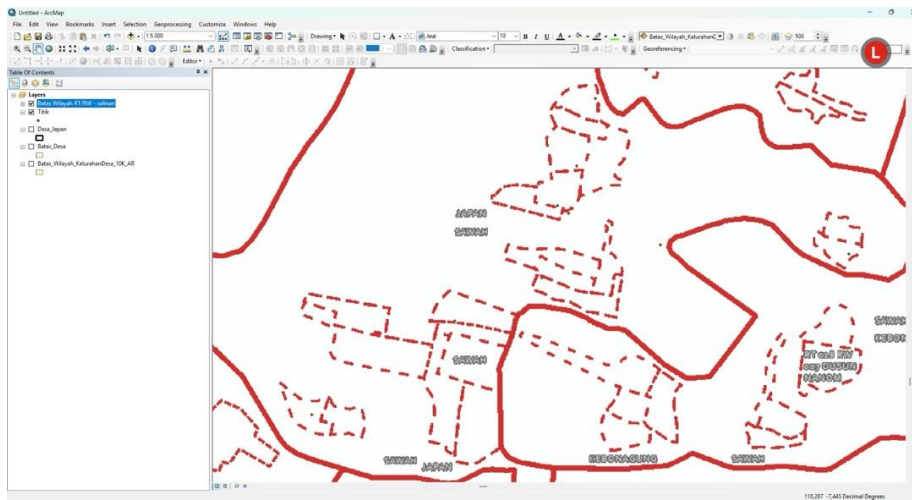 Untitled - ArcMap
File Edit View Bookmarks Insert Selection Geoprocessing Customize Windows Help
1:5.000
Drawing
A
Arial
10
B I U A
Batas_Wilayah_KelurahanD
500
Classification
Georeferencing
L
Editor
Table Of Contents
Layers
Batas Wilayah RT/RW - salinan
Titik
Desa_Japan
Batas_Desa
Batas_Wilayah_KelurahanDesa_10K_AR
JAPAN
SAWAH
SAWAH
KEBON
RT 018 RW
007 DUSUN
NANOM
SAWAH
SAWAH
JAPAN
KEBONAGUNG
SAWAH
110,287 -7,445 Decimal Degrees